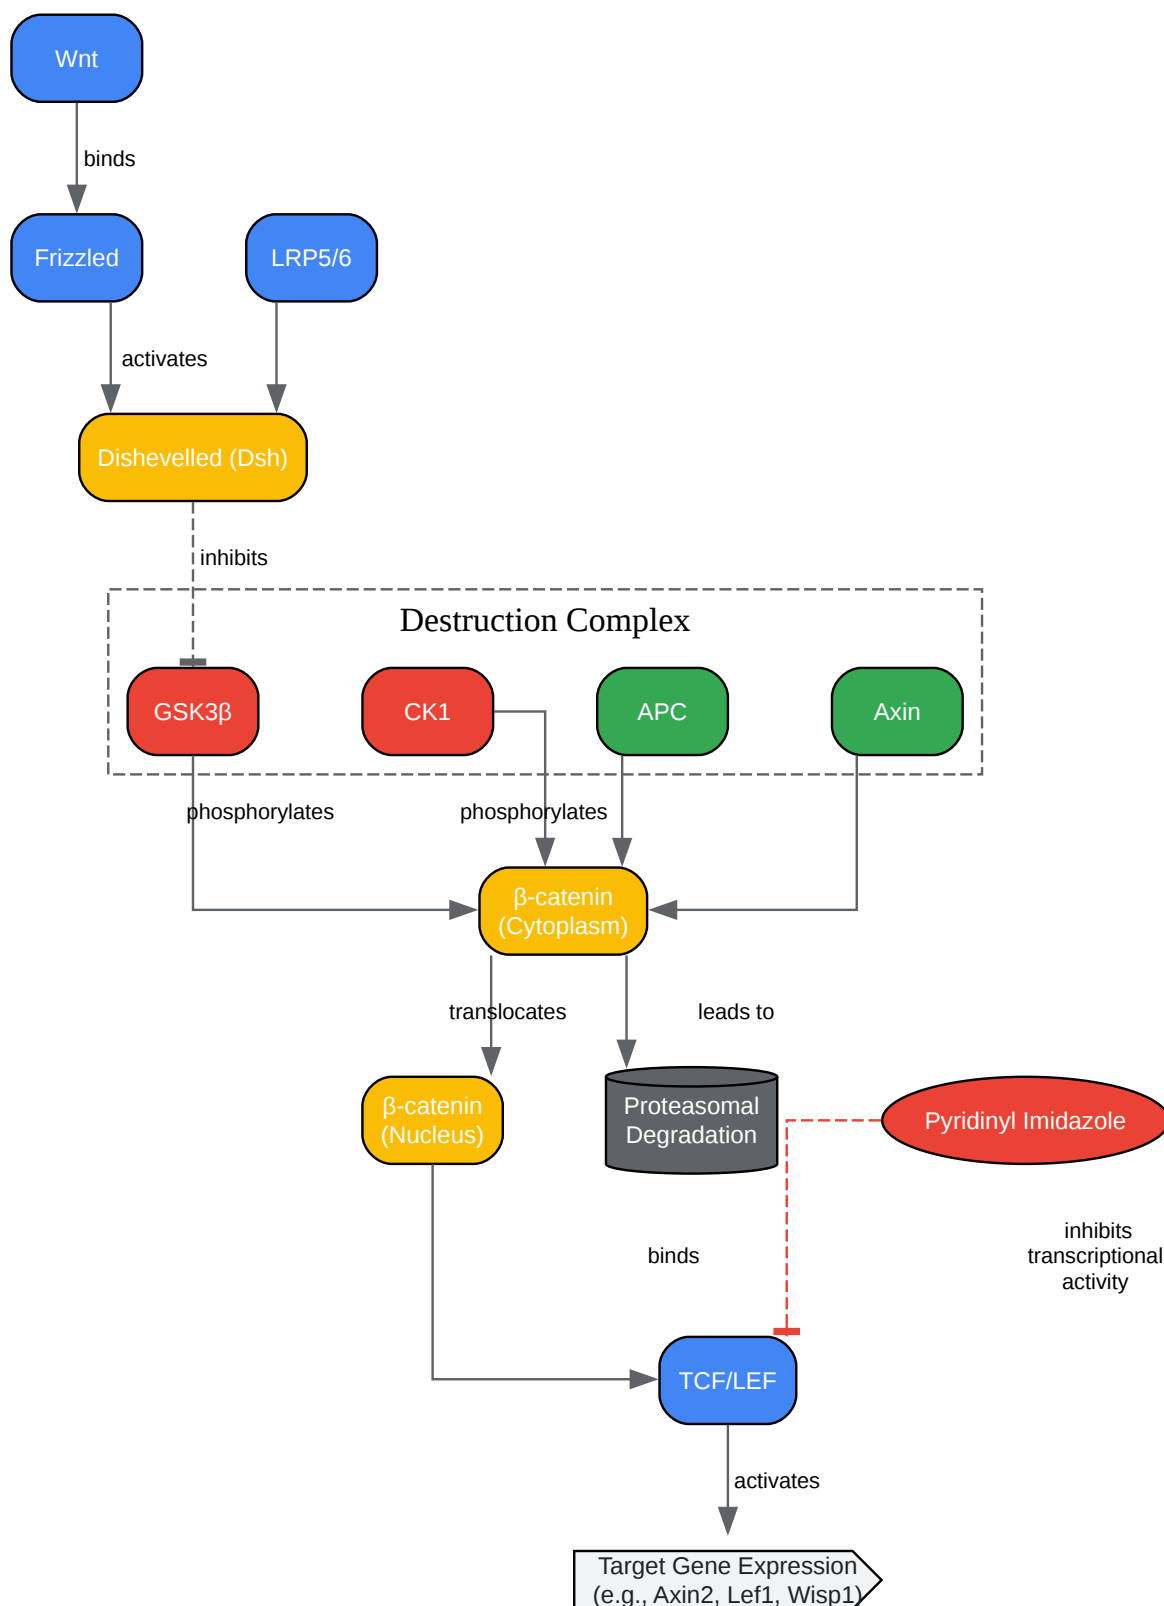 Wnt
binds
Frizzled
LRP5/6
activates
Dishevelled (Dsh)
inhibits
Destruction Complex
GSK3β
CK1
APC
Axin
phosphorylates
phosphorylates
β-catenin
(Cytoplasm)
translocates
leads to
β-catenin
(Nucleus)
Proteasomal
Degradation
Pyridinyl Imidazole
binds
inhibits
transcriptional
activity
TCF/LEF
activates
Target Gene Expression
(e.g., Axin2, Lef1, Wisp1)